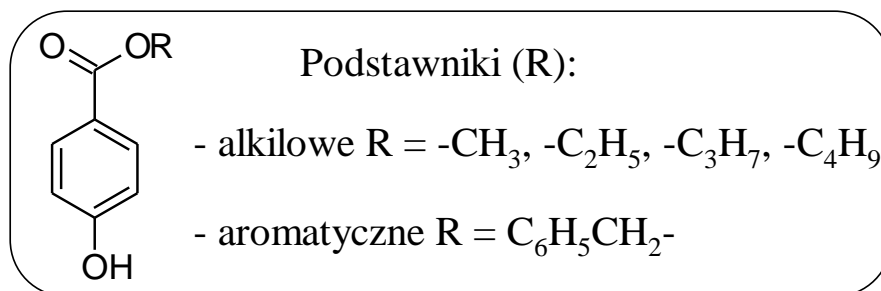 O OR
Podstawniki (R):
- alkilowe R = -CH₃, -C₂H₅, -C₃H₇, -C₄H₉
- aromatyczne R = C₆H₅CH₂-
OH